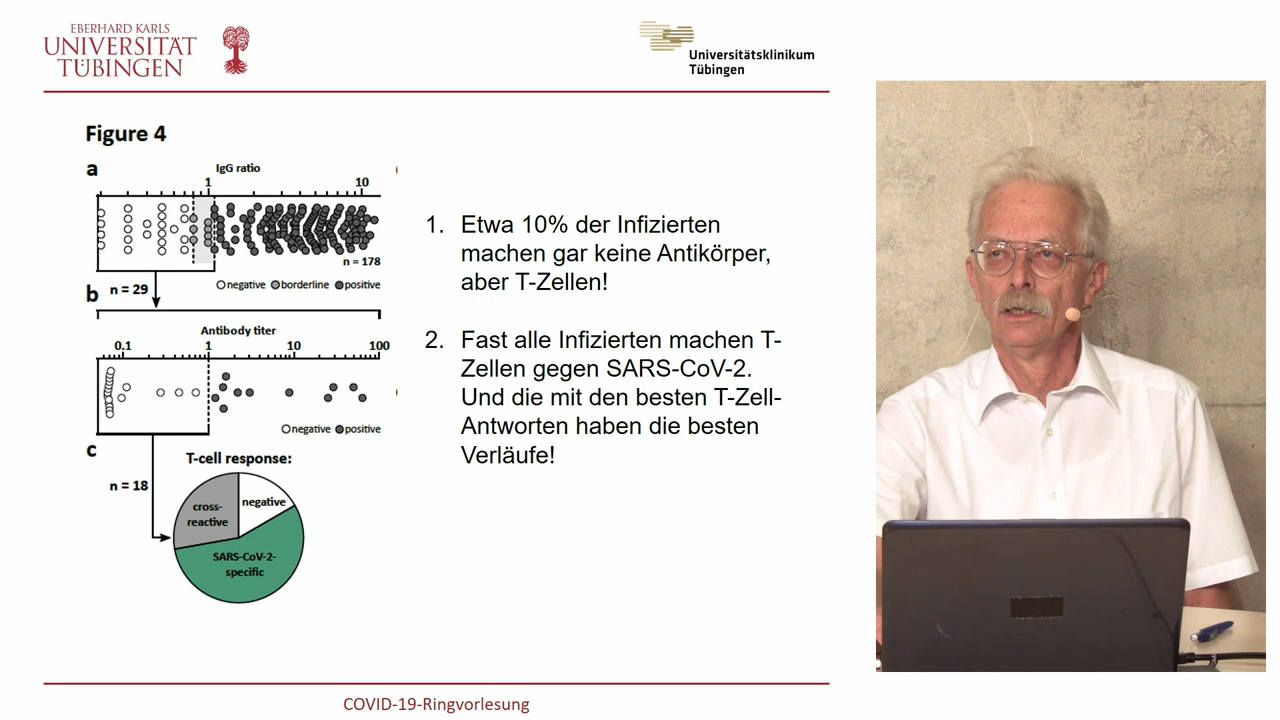 EBERHARD KARLS
UNIVERSITÄT
TÜBINGEN
Universitätsklinikum
Tübingen
Figure 4
a
IgG ratio
1 10
n = 178
negative borderline positive
n = 29
b
Antibody titer
0.1 1 10 100
negative positive
c
T-cell response:
n = 18
negative
cross-
reactive
SARS-CoV-2-
specific
1. Etwa 10% der Infizierten
machen gar keine Antikörper,
aber T-Zellen!
2. Fast alle Infizierten machen T-
Zellen gegen SARS-CoV-2.
Und die mit den besten T-Zell-
Antworten haben die besten
Verläufe!
COVID-19-Ringvorlesung